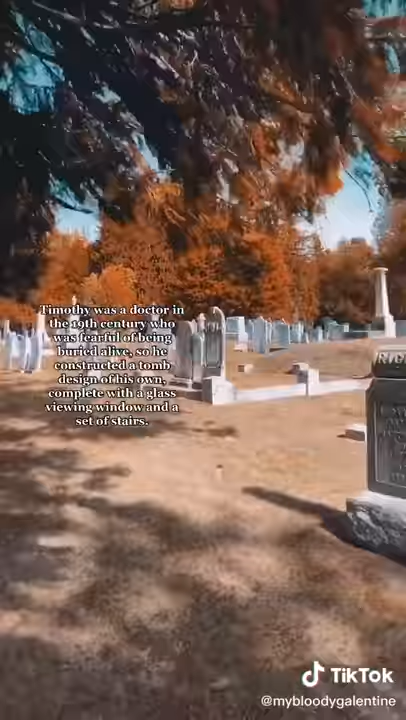 Timothy was a doctor in
the 19th century who
was fearful of being
buried alive, so he
constructed a tomb
design of his own,
complete with a glass
viewing window and a
set of stairs.
TikTok
@mybloodygalentine